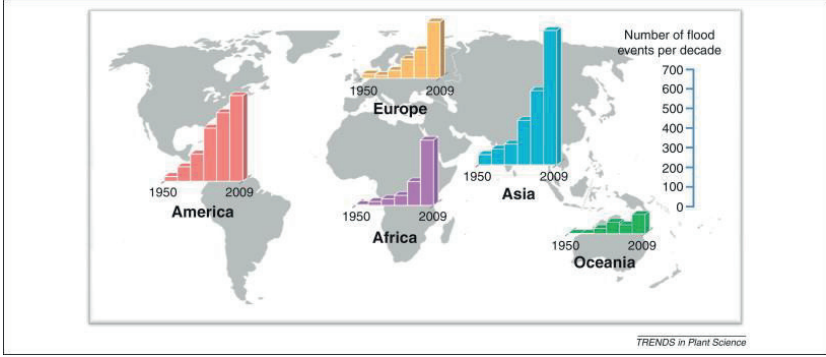 Number of flood
events per decade
700
600
500
400
300
200
100
0
1950 2009
Europe
1950 2009
America
1950 2009
Africa
1950 2009
Asia
1950 2009
Oceania
TRENDS in Plant Science